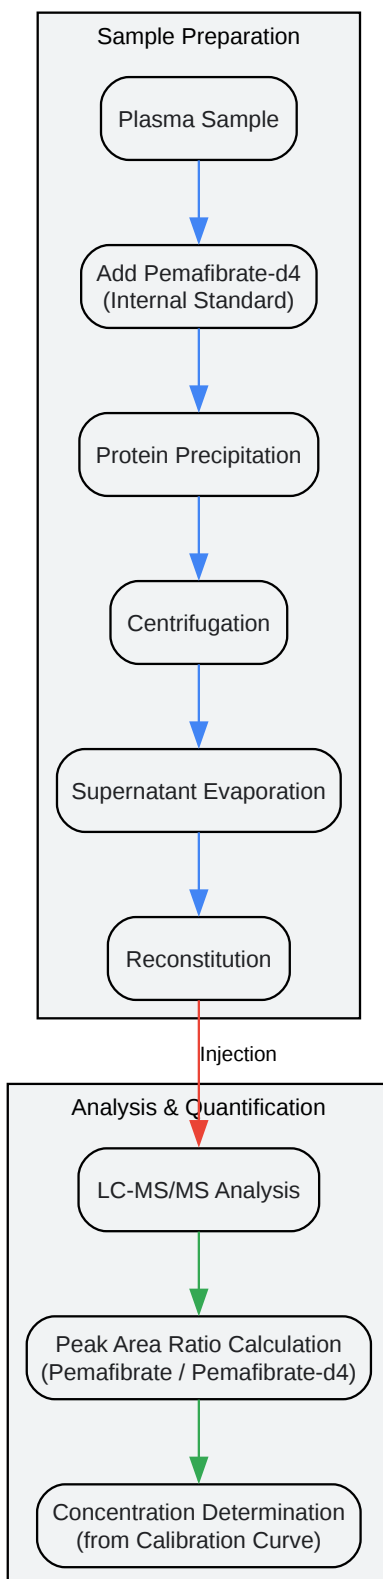 Sample Preparation
Plasma Sample
Add Pemafibrate-d4
(Internal Standard)
Protein Precipitation
Centrifugation
Supernatant Evaporation
Reconstitution
Injection
Analysis & Quantification
LC-MS/MS Analysis
Peak Area Ratio Calculation
(Pemafibrate / Pemafibrate-d4)
Concentration Determination
(from Calibration Curve)